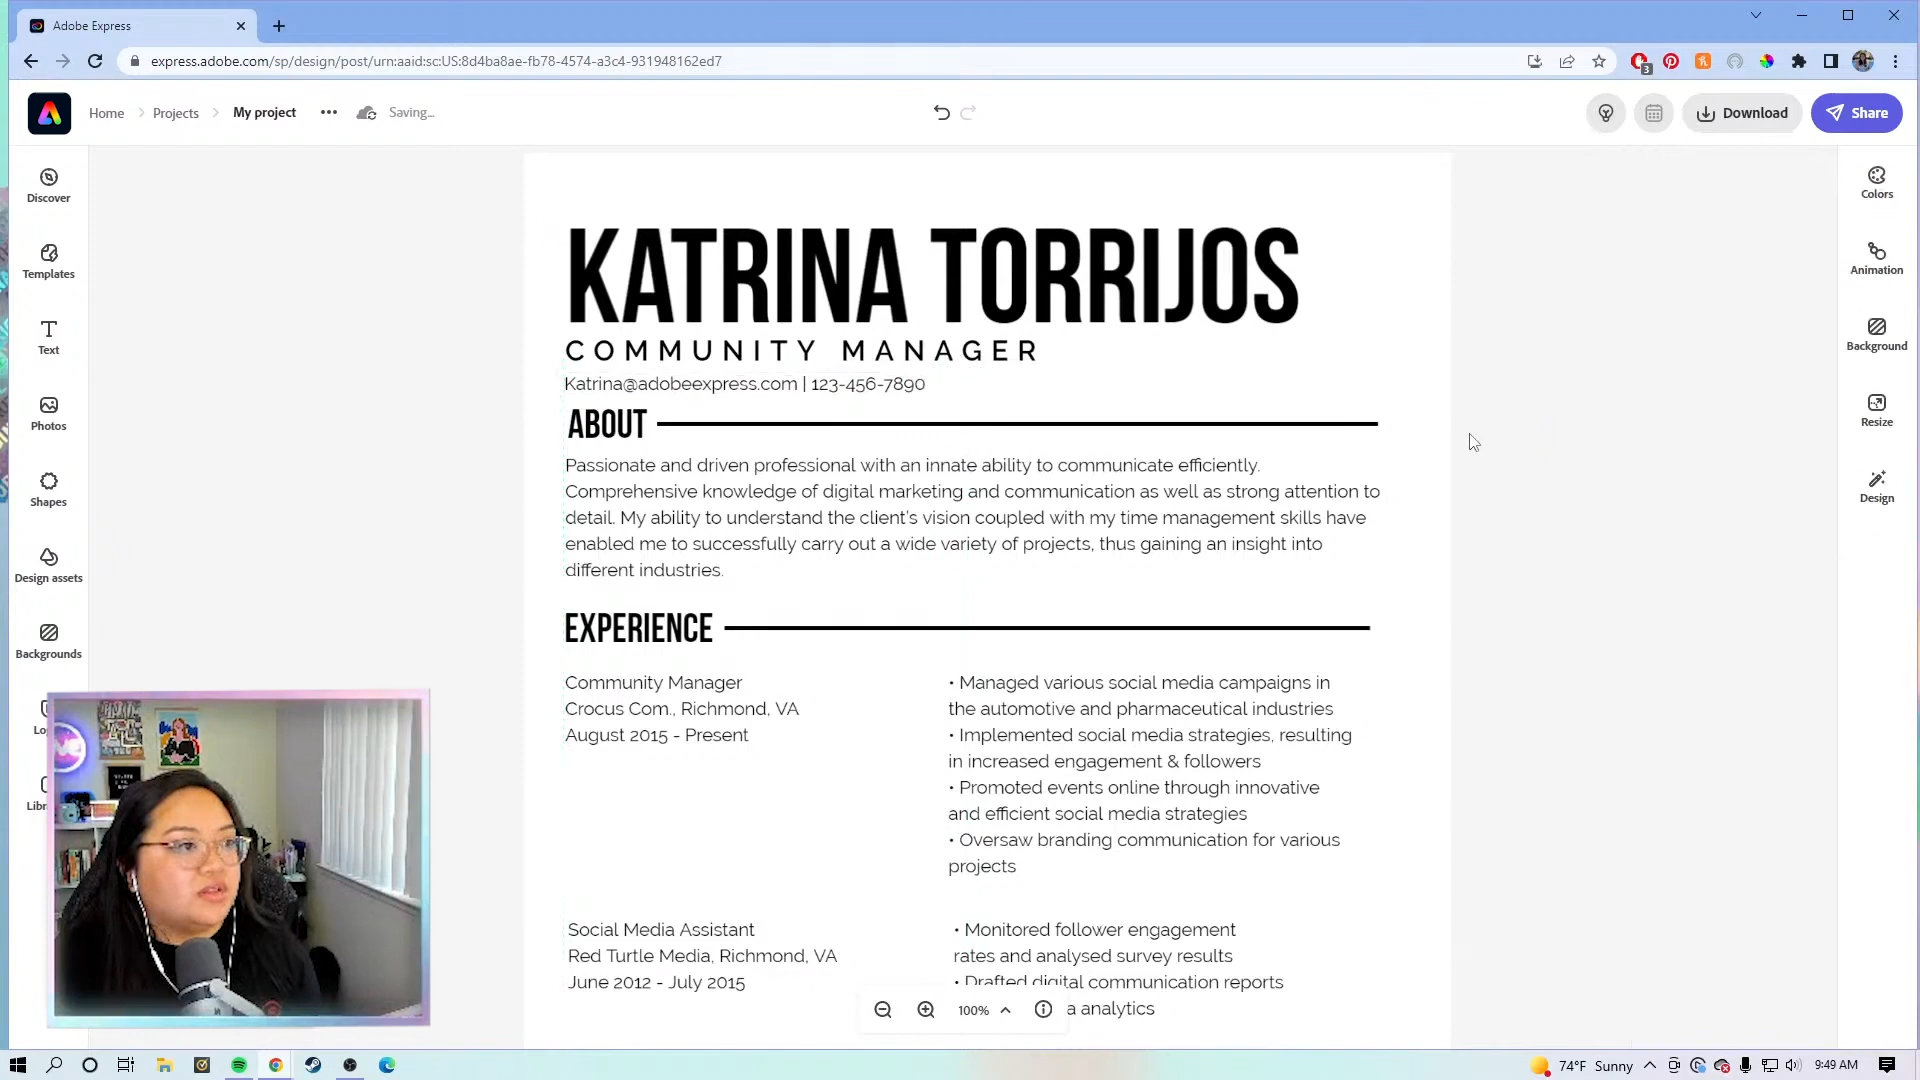 Adobe Express
express.adobe.com/sp/design/post/urn:aaid:sc:US:8d4ba8ae-fb78-4574-a3c4-931948162ed7
3
Home
Projects
My project
Saving...
Download
Share
Discover
Templates
Text
Photos
Shapes
Design assets
Backgrounds
Colors
Animation
Background
Resize
Design
KATRINA TORRIJOS
COMMUNITY MANAGER
Katrina@adobeexpress.com | 123-456-7890
ABOUT
Passionate and driven professional with an innate ability to communicate efficiently.
Comprehensive knowledge of digital marketing and communication as well as strong attention to
detail. My ability to understand the client's vision coupled with my time management skills have
enabled me to successfully carry out a wide variety of projects, thus gaining an insight into
different industries.
EXPERIENCE
Community Manager
Crocus Com., Richmond, VA
August 2015 - Present
• Managed various social media campaigns in
the automotive and pharmaceutical industries
• Implemented social media strategies, resulting
in increased engagement & followers
• Promoted events online through innovative
and efficient social media strategies
• Oversaw branding communication for various
projects
Social Media Assistant
Red Turtle Media, Richmond, VA
June 2012 - July 2015
• Monitored follower engagement
rates and analysed survey results
• Drafted digital communication reports
a analytics
100%
74°F Sunny
9:49 AM